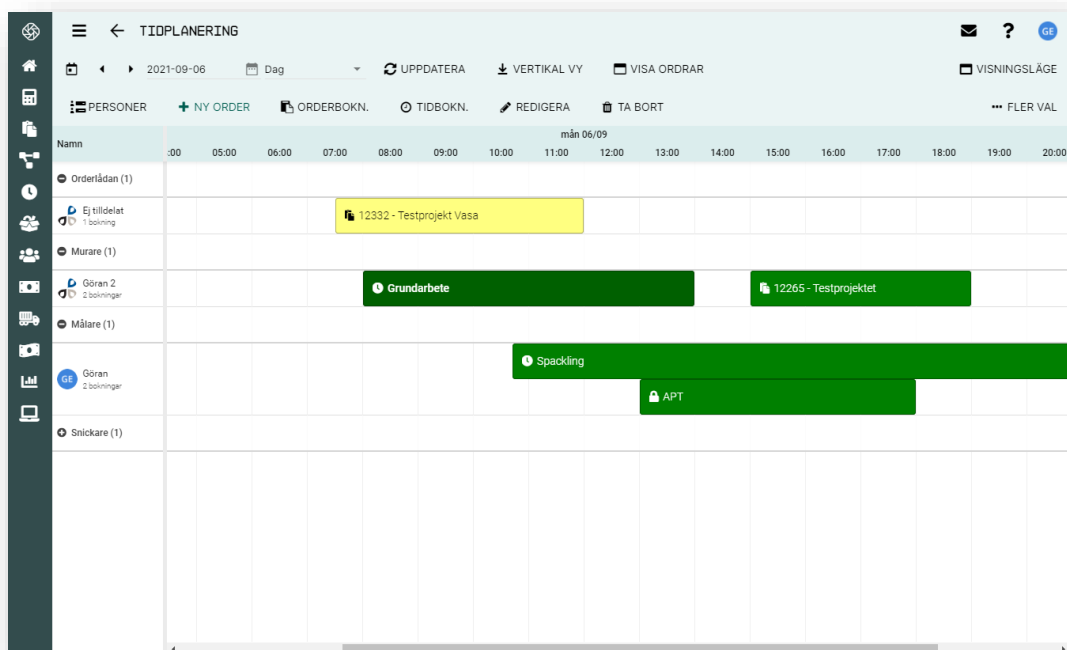 TIDPLANERING
GE
2021-09-06 Dag UPPDATERA VERTIKAL VY VISA ORDRAR VISNINGSLÄGE
PERSONER NY ORDER ORDERBOKN. TIDBOKN. REDIGERA TA BORT FLER VAL
Namn
mån 06/09
:00 05:00 06:00 07:00 08:00 09:00 10:00 11:00 12:00 13:00 14:00 15:00 16:00 17:00 18:00 19:00 20:00
Orderlådan (1)
Ej tilldelat
1 bokning
12332 - Testprojekt Vasa
Murare (1)
Göran 2
2 bokningar
Grundarbete
12265 - Testprojektet
Målare (1)
GE
Göran
2 bokningar
Spackling
APT
Snickare (1)